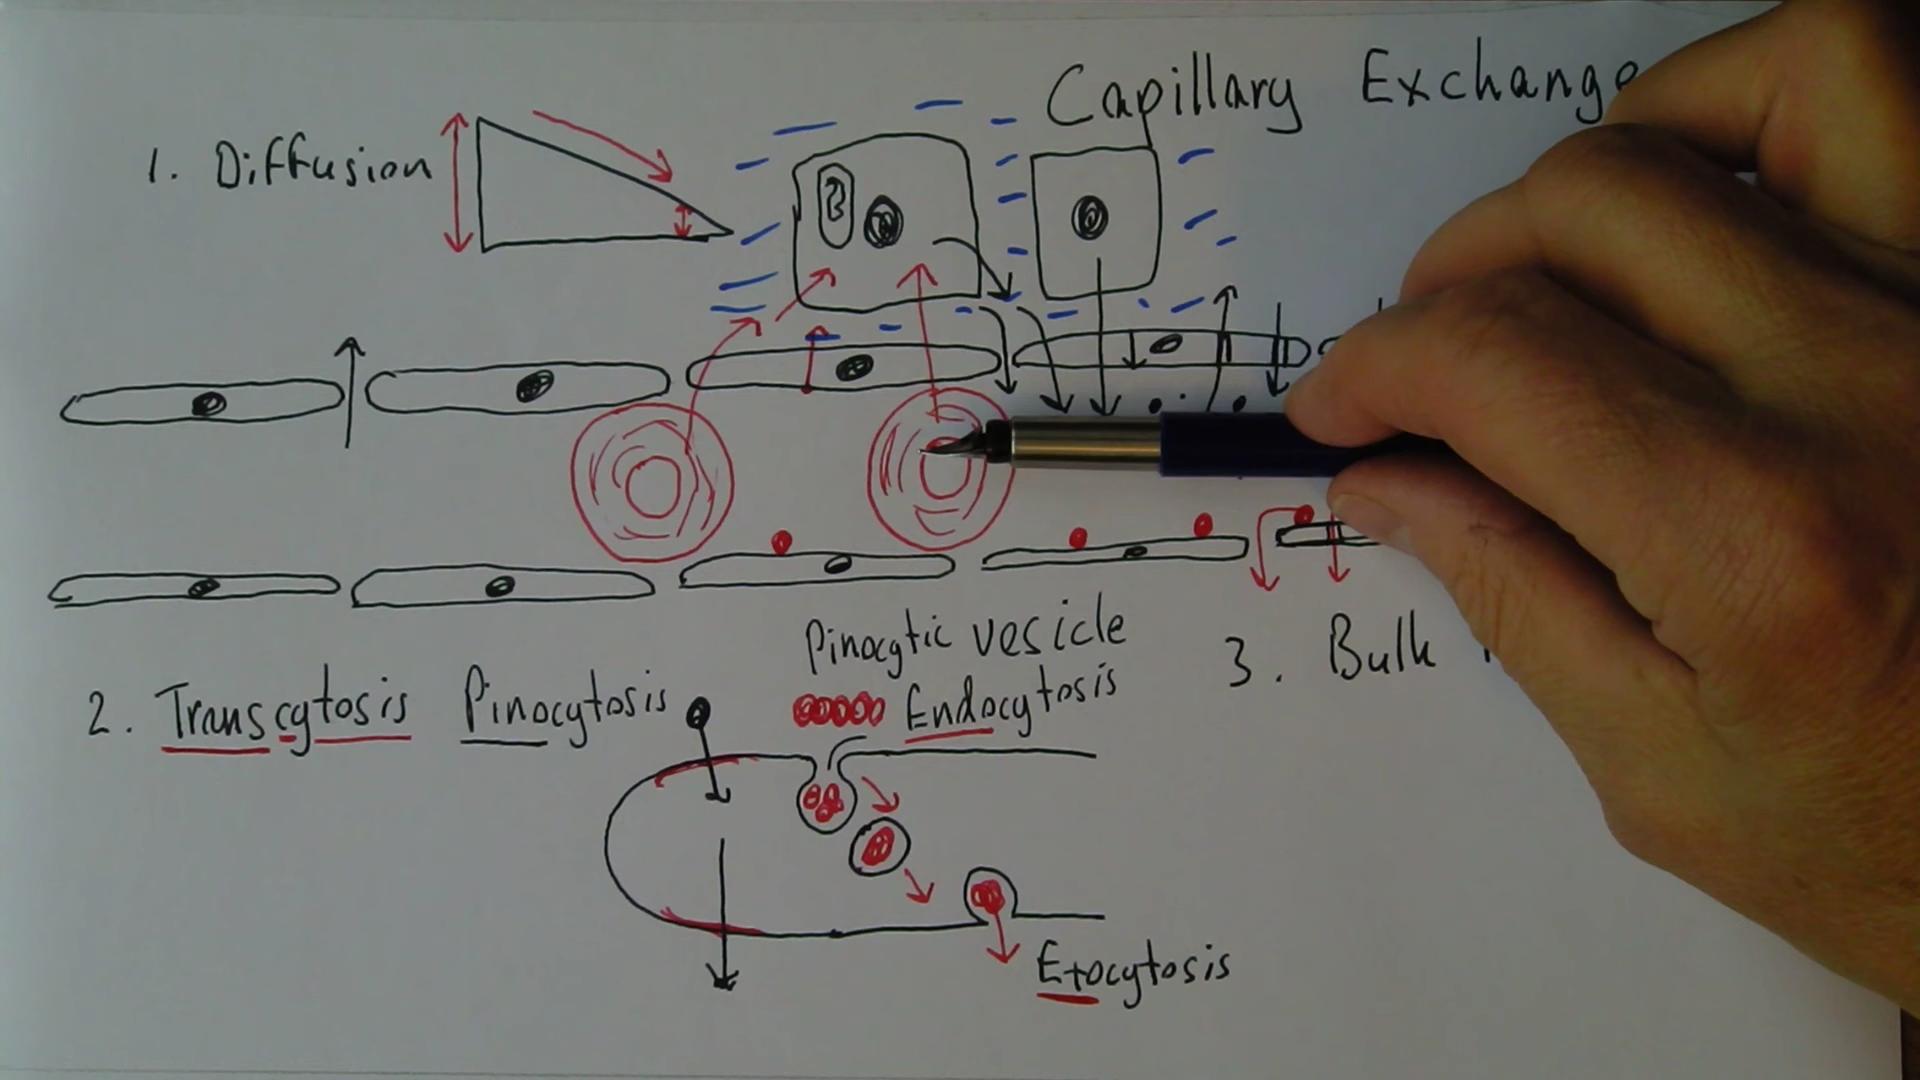 Capillary Exchange
1. Diffusion
Pinocytic vesicle
2. Transcytosis Pinocytosis
Endocytosis
3. Bulk
Exocytosis